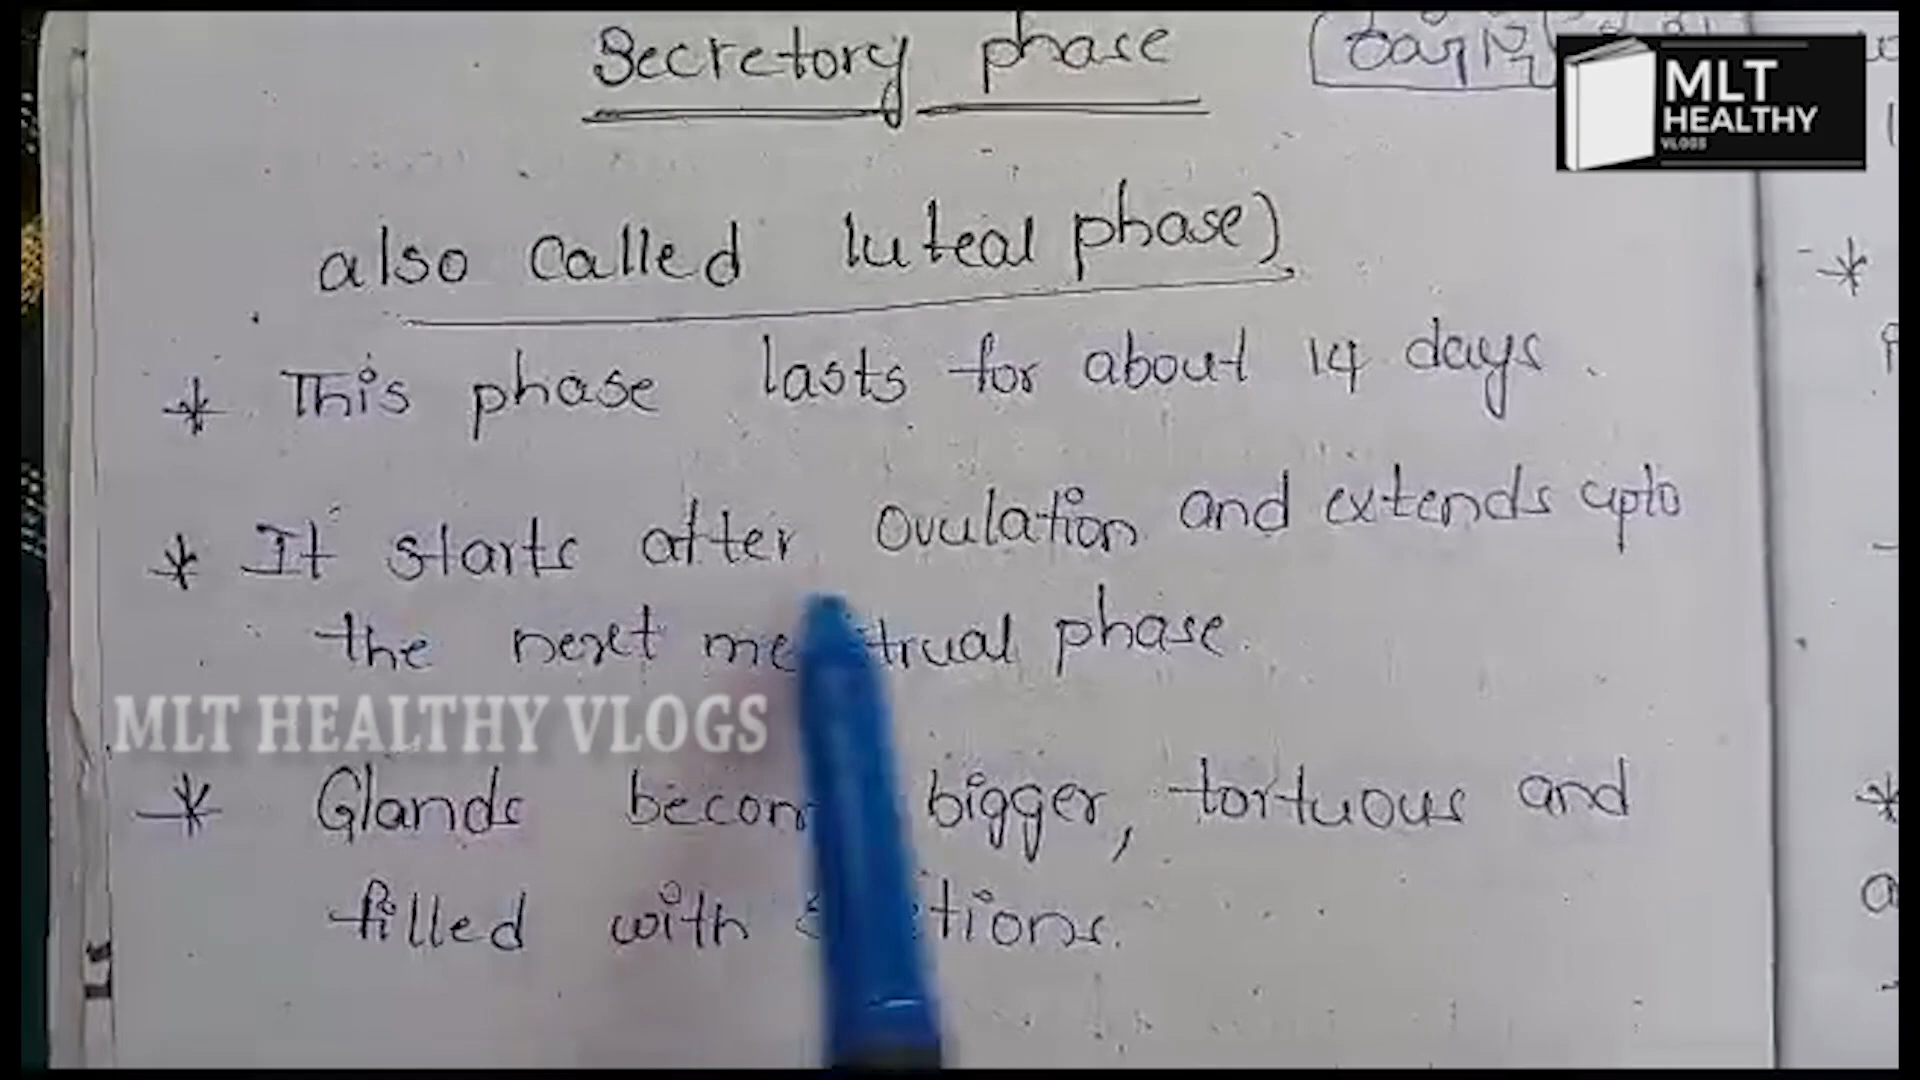 Secretory phase
MLT
HEALTHY
VLOGS
also called luteal phase)
* This phase lasts for about 14 days.
* It starts after Ovulation and extends upto
the next phase.
MLT HEALTHY VLOGS
* Glands bigger, tortuous and
filled with